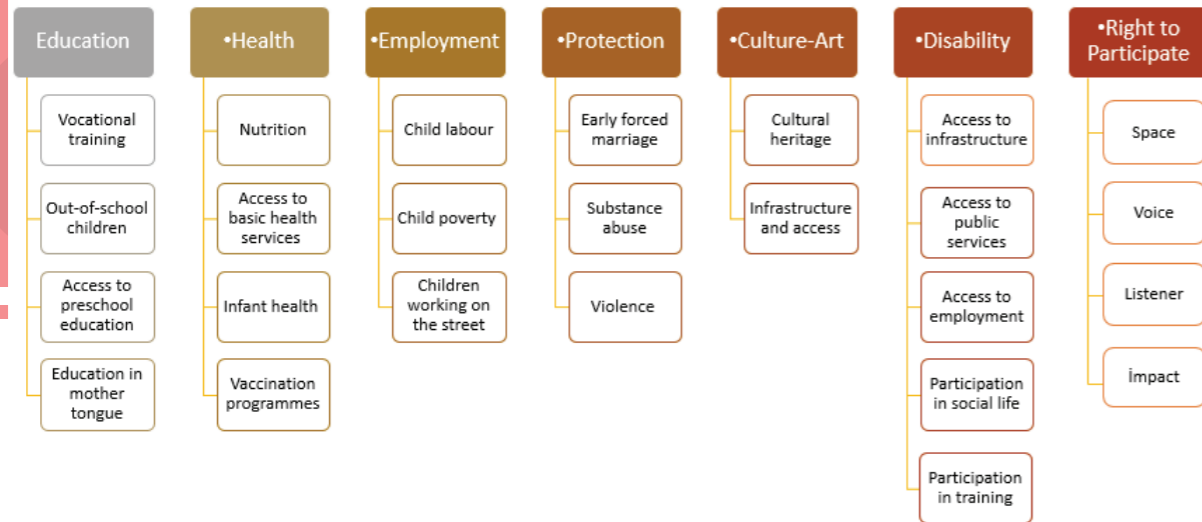 Education
Vocational
training
Out-of-school
children
Access to
preschool
education
Education in
mother
tongue
•Health
Nutrition
Access to
basic health
services
Infant health
Vaccination
programmes
•Employment
Child labour
Child poverty
Children
working on
the street
•Protection
Early forced
marriage
Substance
abuse
Violence
•Culture-Art
Cultural
heritage
Infrastructure
and access
•Disability
Access to
infrastructure
Access to
public
services
Access to
employment
Participation
in social life
Participation
in training
•Right to
Participate
Space
Voice
Listener
İmpact